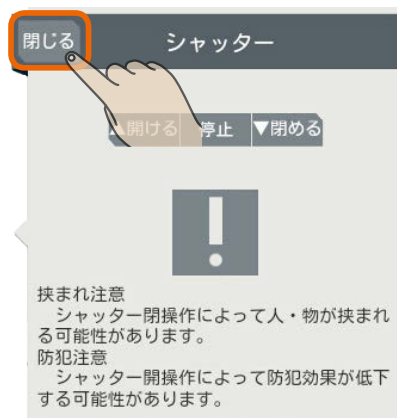 閉じる シャッター
▲開ける 停止 ▼閉める
!
挟まれ注意
　シャッター閉操作によって人・物が挟まれ
る可能性があります。
防犯注意
　シャッター開操作によって防犯効果が低下
する可能性があります。